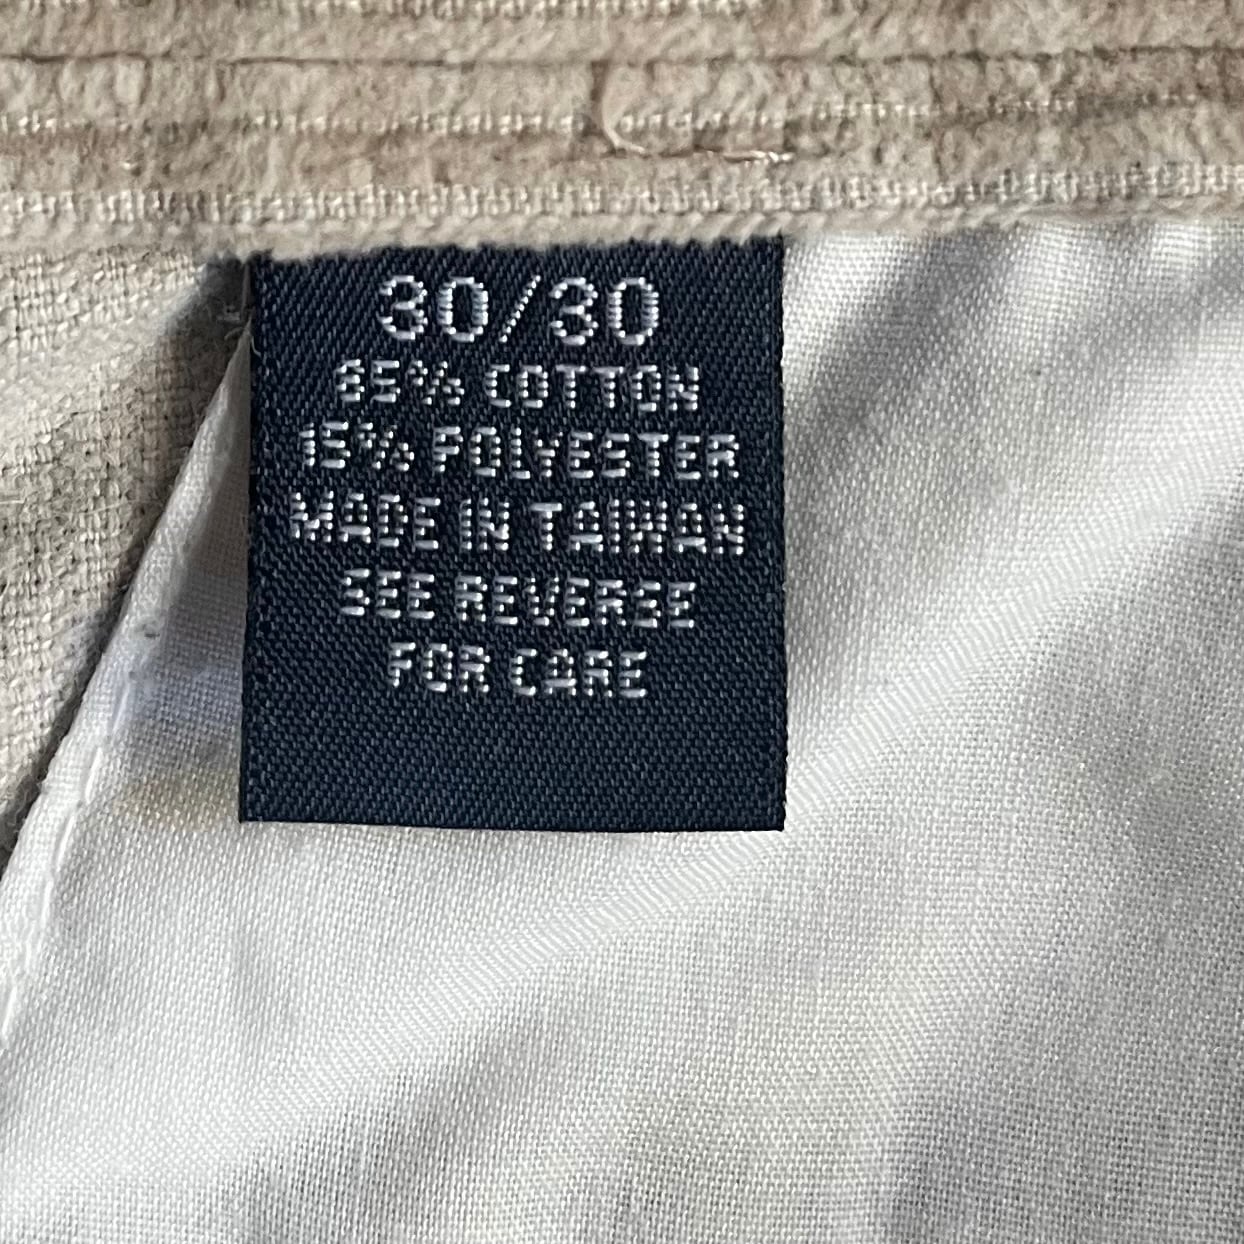 30/30
85% COTTON
15% POLYESTER
MADE IN TAIWAN
SEE REVERSE
FOR CARE